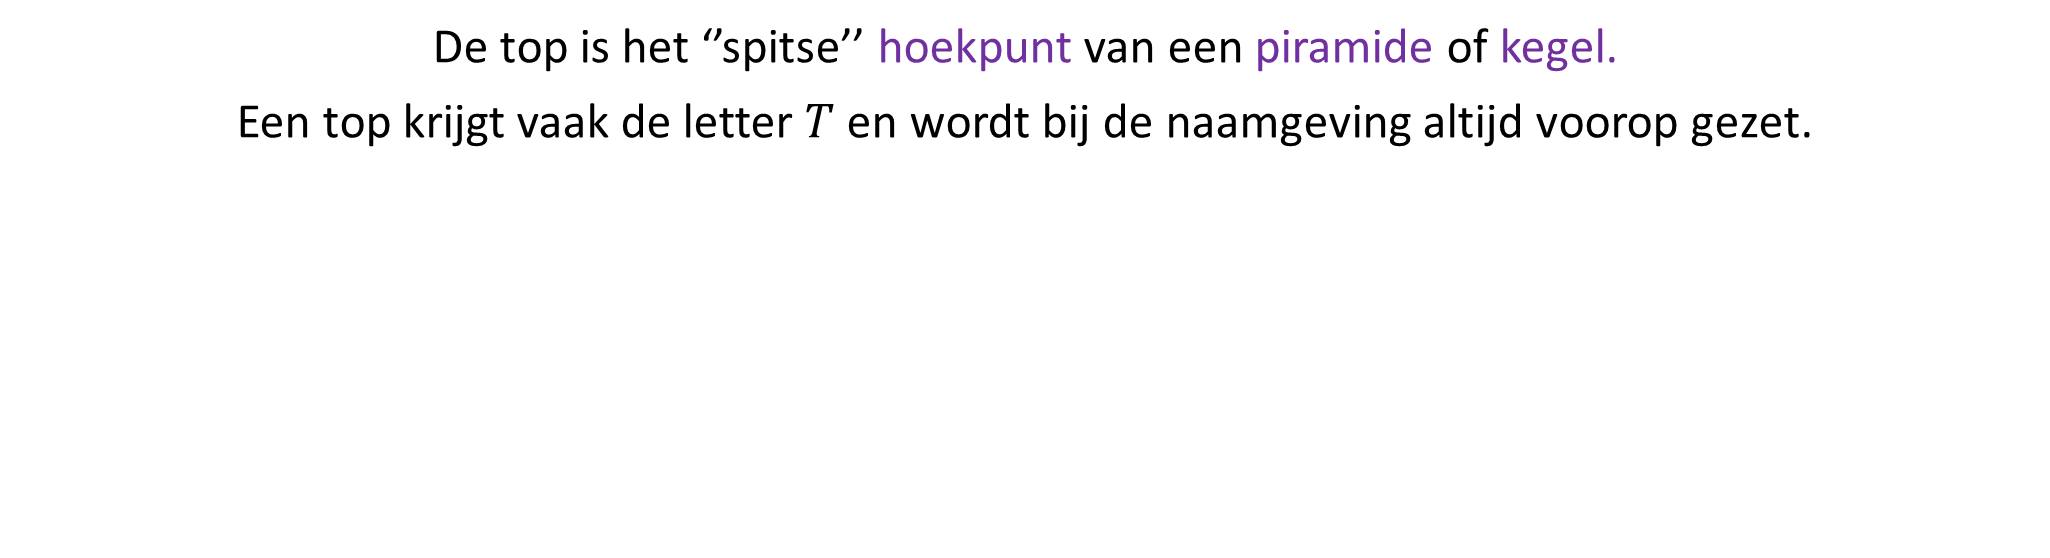 De top is het ‘’spitse’’ hoekpunt van een piramide of kegel.
Een top krijgt vaak de letter T en wordt bij de naamgeving altijd voorop gezet.